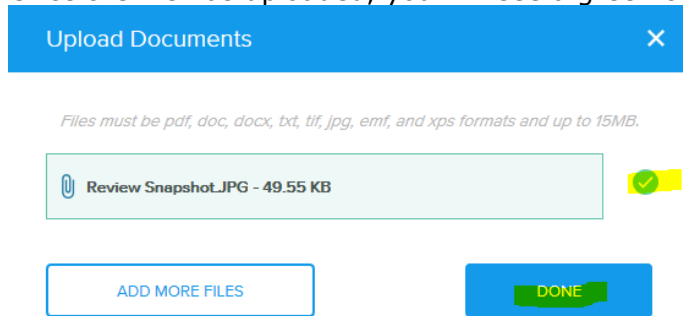 Upload Documents
Files must be pdf, doc, docx, txt, tif, jpg, emf, and xps formats and up to 15MB.
Review Snapshot.JPG - 49.55 KB
ADD MORE FILES
DONE